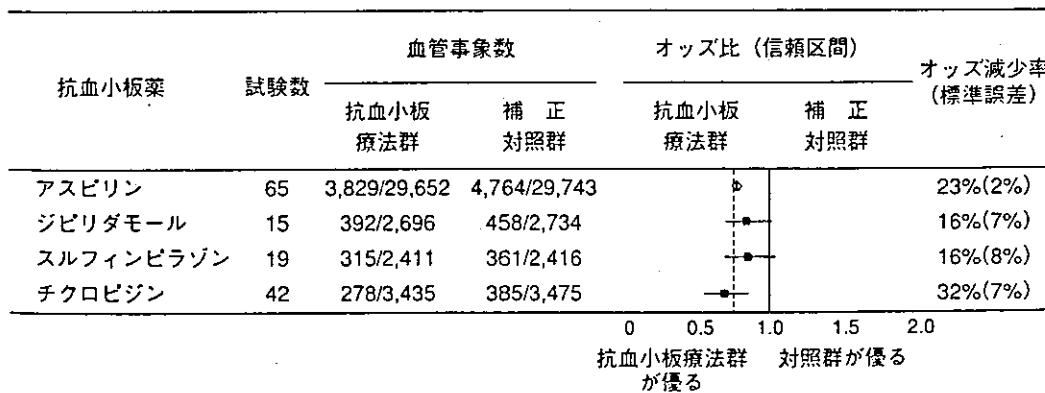 血管事象数 オッズ比（信頼区間）
抗血小板薬 試験数 オッズ減少率
（標準誤差）
抗血小板 補 正 抗血小板 補 正
療法群 対照群 療法群 対照群
アスピリン 65 3,829/29,652 4,764/29,743 23%(2%)
ジピリダモール 15 392/2,696 458/2,734 16%(7%)
スルフィンピラゾン 19 315/2,411 361/2,416 16%(8%)
チクロピジン 42 278/3,435 385/3,475 32%(7%)
0 0.5 1.0 1.5 2.0
抗血小板療法群 対照群が優る
が優る